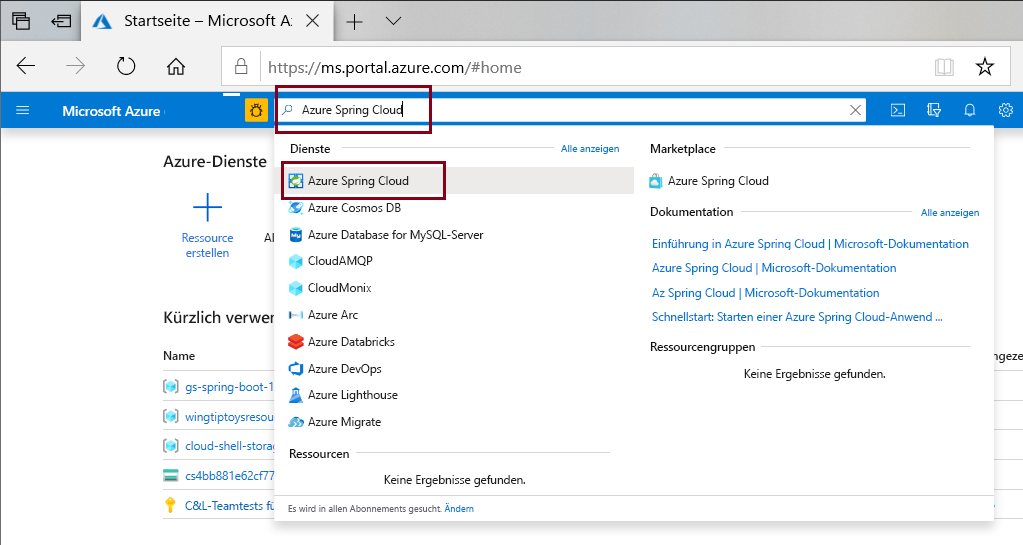 Startseite – Microsoft Az
https://ms.portal.azure.com/#home
Microsoft Azure
Azure Spring Cloud
Azure-Dienste
Ressource
erstellen
Kürzlich verwen
Name
gs-spring-boot-1
wingtiptoysresou
cloud-shell-storag
cs4bb881e62cf77
C&L-Teamtests fü
Dienste
Alle anzeigen
Azure Spring Cloud
Azure Cosmos DB
Azure Database for MySQL-Server
CloudAMQP
CloudMonix
Azure Arc
Azure Databricks
Azure DevOps
Azure Lighthouse
Azure Migrate
Ressourcen
Keine Ergebnisse gefunden.
Es wird in allen Abonnements gesucht. Ändern
Marketplace
Azure Spring Cloud
Dokumentation
Alle anzeigen
Einführung in Azure Spring Cloud | Microsoft-Dokumentation
Azure Spring Cloud | Microsoft-Dokumentation
Az Spring Cloud | Microsoft-Dokumentation
Schnellstart: Starten einer Azure Spring Cloud-Anwend ...
Ressourcengruppen
Keine Ergebnisse gefunden.